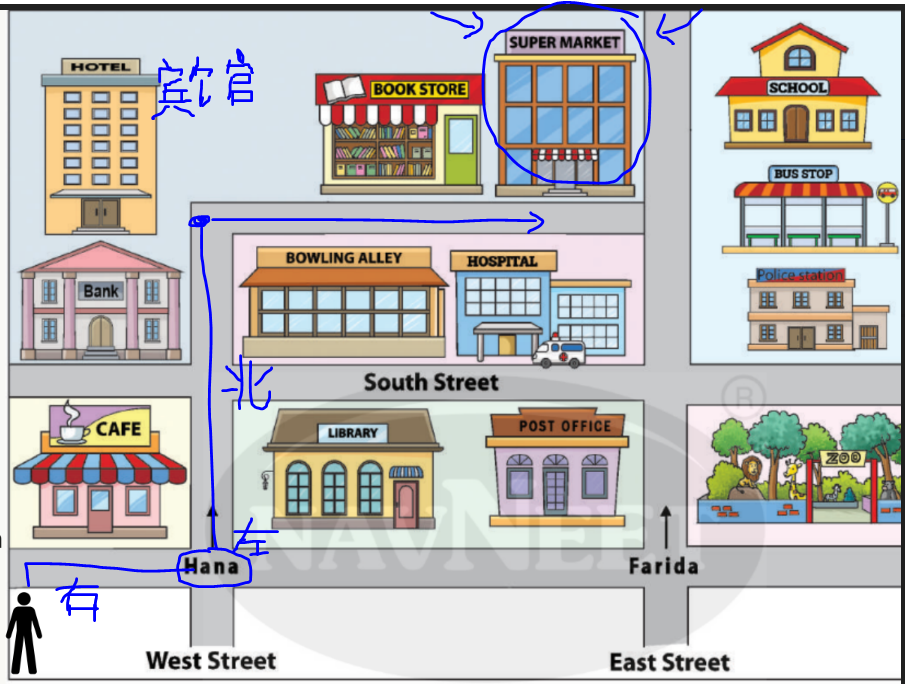 HOTEL
宾馆
SUPER MARKET
BOOK STORE
SCHOOL
BUS STOP
Police station
BOWLING ALLEY
HOSPITAL
Bank
北
South Street
CAFE
LIBRARY
POST OFFICE
ZOO
NAVNEET
®
左
Hana
Farida
右
West Street
East Street